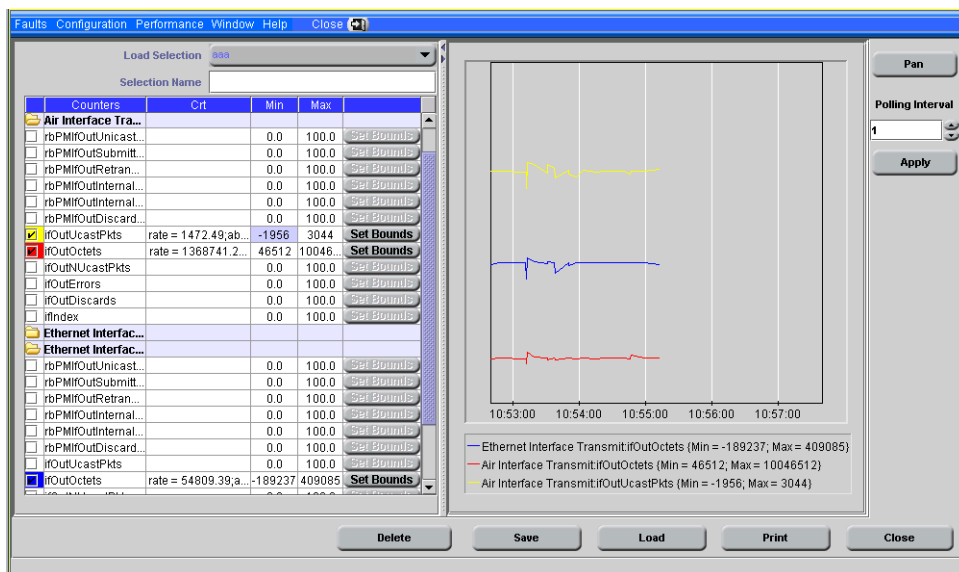 Faults Configuration Performance Window Help Close
Load Selection aaa
Selection Name
Counters Crt Min Max
Air Interface Tra...
rbPMIfOutUnicast... 0.0 100.0 Set Bounds
rbPMIfOutSubmitt... 0.0 100.0 Set Bounds
rbPMIfOutRetran... 0.0 100.0 Set Bounds
rbPMIfOutInternal... 0.0 100.0 Set Bounds
rbPMIfOutInternal... 0.0 100.0 Set Bounds
rbPMIfOutDiscard... 0.0 100.0 Set Bounds
ifOutUcastPkts rate = 1472.49;ab... -1956 3044 Set Bounds
ifOutOctets rate = 1368741.2... 46512 10046... Set Bounds
ifOutNUcastPkts 0.0 100.0 Set Bounds
ifOutErrors 0.0 100.0 Set Bounds
ifOutDiscards 0.0 100.0 Set Bounds
ifIndex 0.0 100.0 Set Bounds
Ethernet Interfac...
Ethernet Interfac...
rbPMIfOutUnicast... 0.0 100.0 Set Bounds
rbPMIfOutSubmitt... 0.0 100.0 Set Bounds
rbPMIfOutRetran... 0.0 100.0 Set Bounds
rbPMIfOutInternal... 0.0 100.0 Set Bounds
rbPMIfOutInternal... 0.0 100.0 Set Bounds
rbPMIfOutDiscard... 0.0 100.0 Set Bounds
ifOutUcastPkts 0.0 100.0 Set Bounds
ifOutOctets rate = 54809.39;a... -189237 409085 Set Bounds
10:53:00 10:54:00 10:55:00 10:56:00 10:57:00
Ethernet Interface Transmit:ifOutOctets {Min = -189237; Max = 409085}
Air Interface Transmit:ifOutOctets {Min = 46512; Max = 10046512}
Air Interface Transmit:ifOutUcastPkts {Min = -1956; Max = 3044}
Pan
Polling Interval
1
Apply
Delete Save Load Print Close